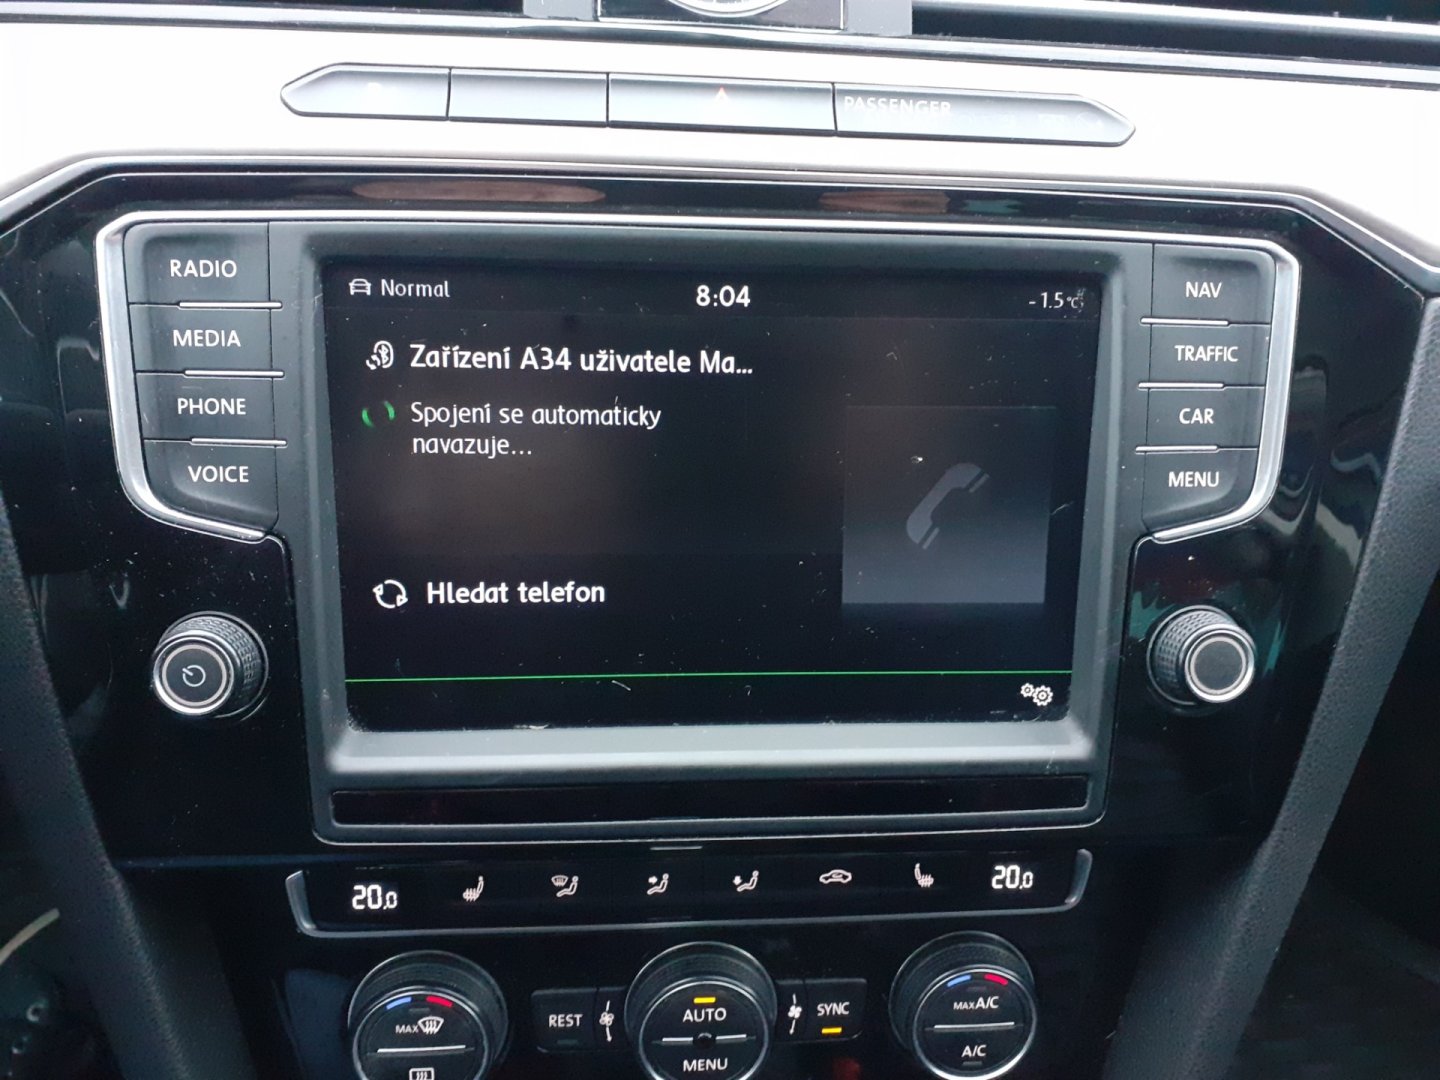 PASSENGER
RADIO
MEDIA
PHONE
VOICE
Normal
8:04
-1.5°C
Zařízení A34 uživatele Ma...
Spojení se automaticky
navazuje...
Hledat telefon
NAV
TRAFFIC
CAR
MENU
20.0
20.0
MAX
REST
AUTO
MENU
SYNC
MAX A/C
A/C